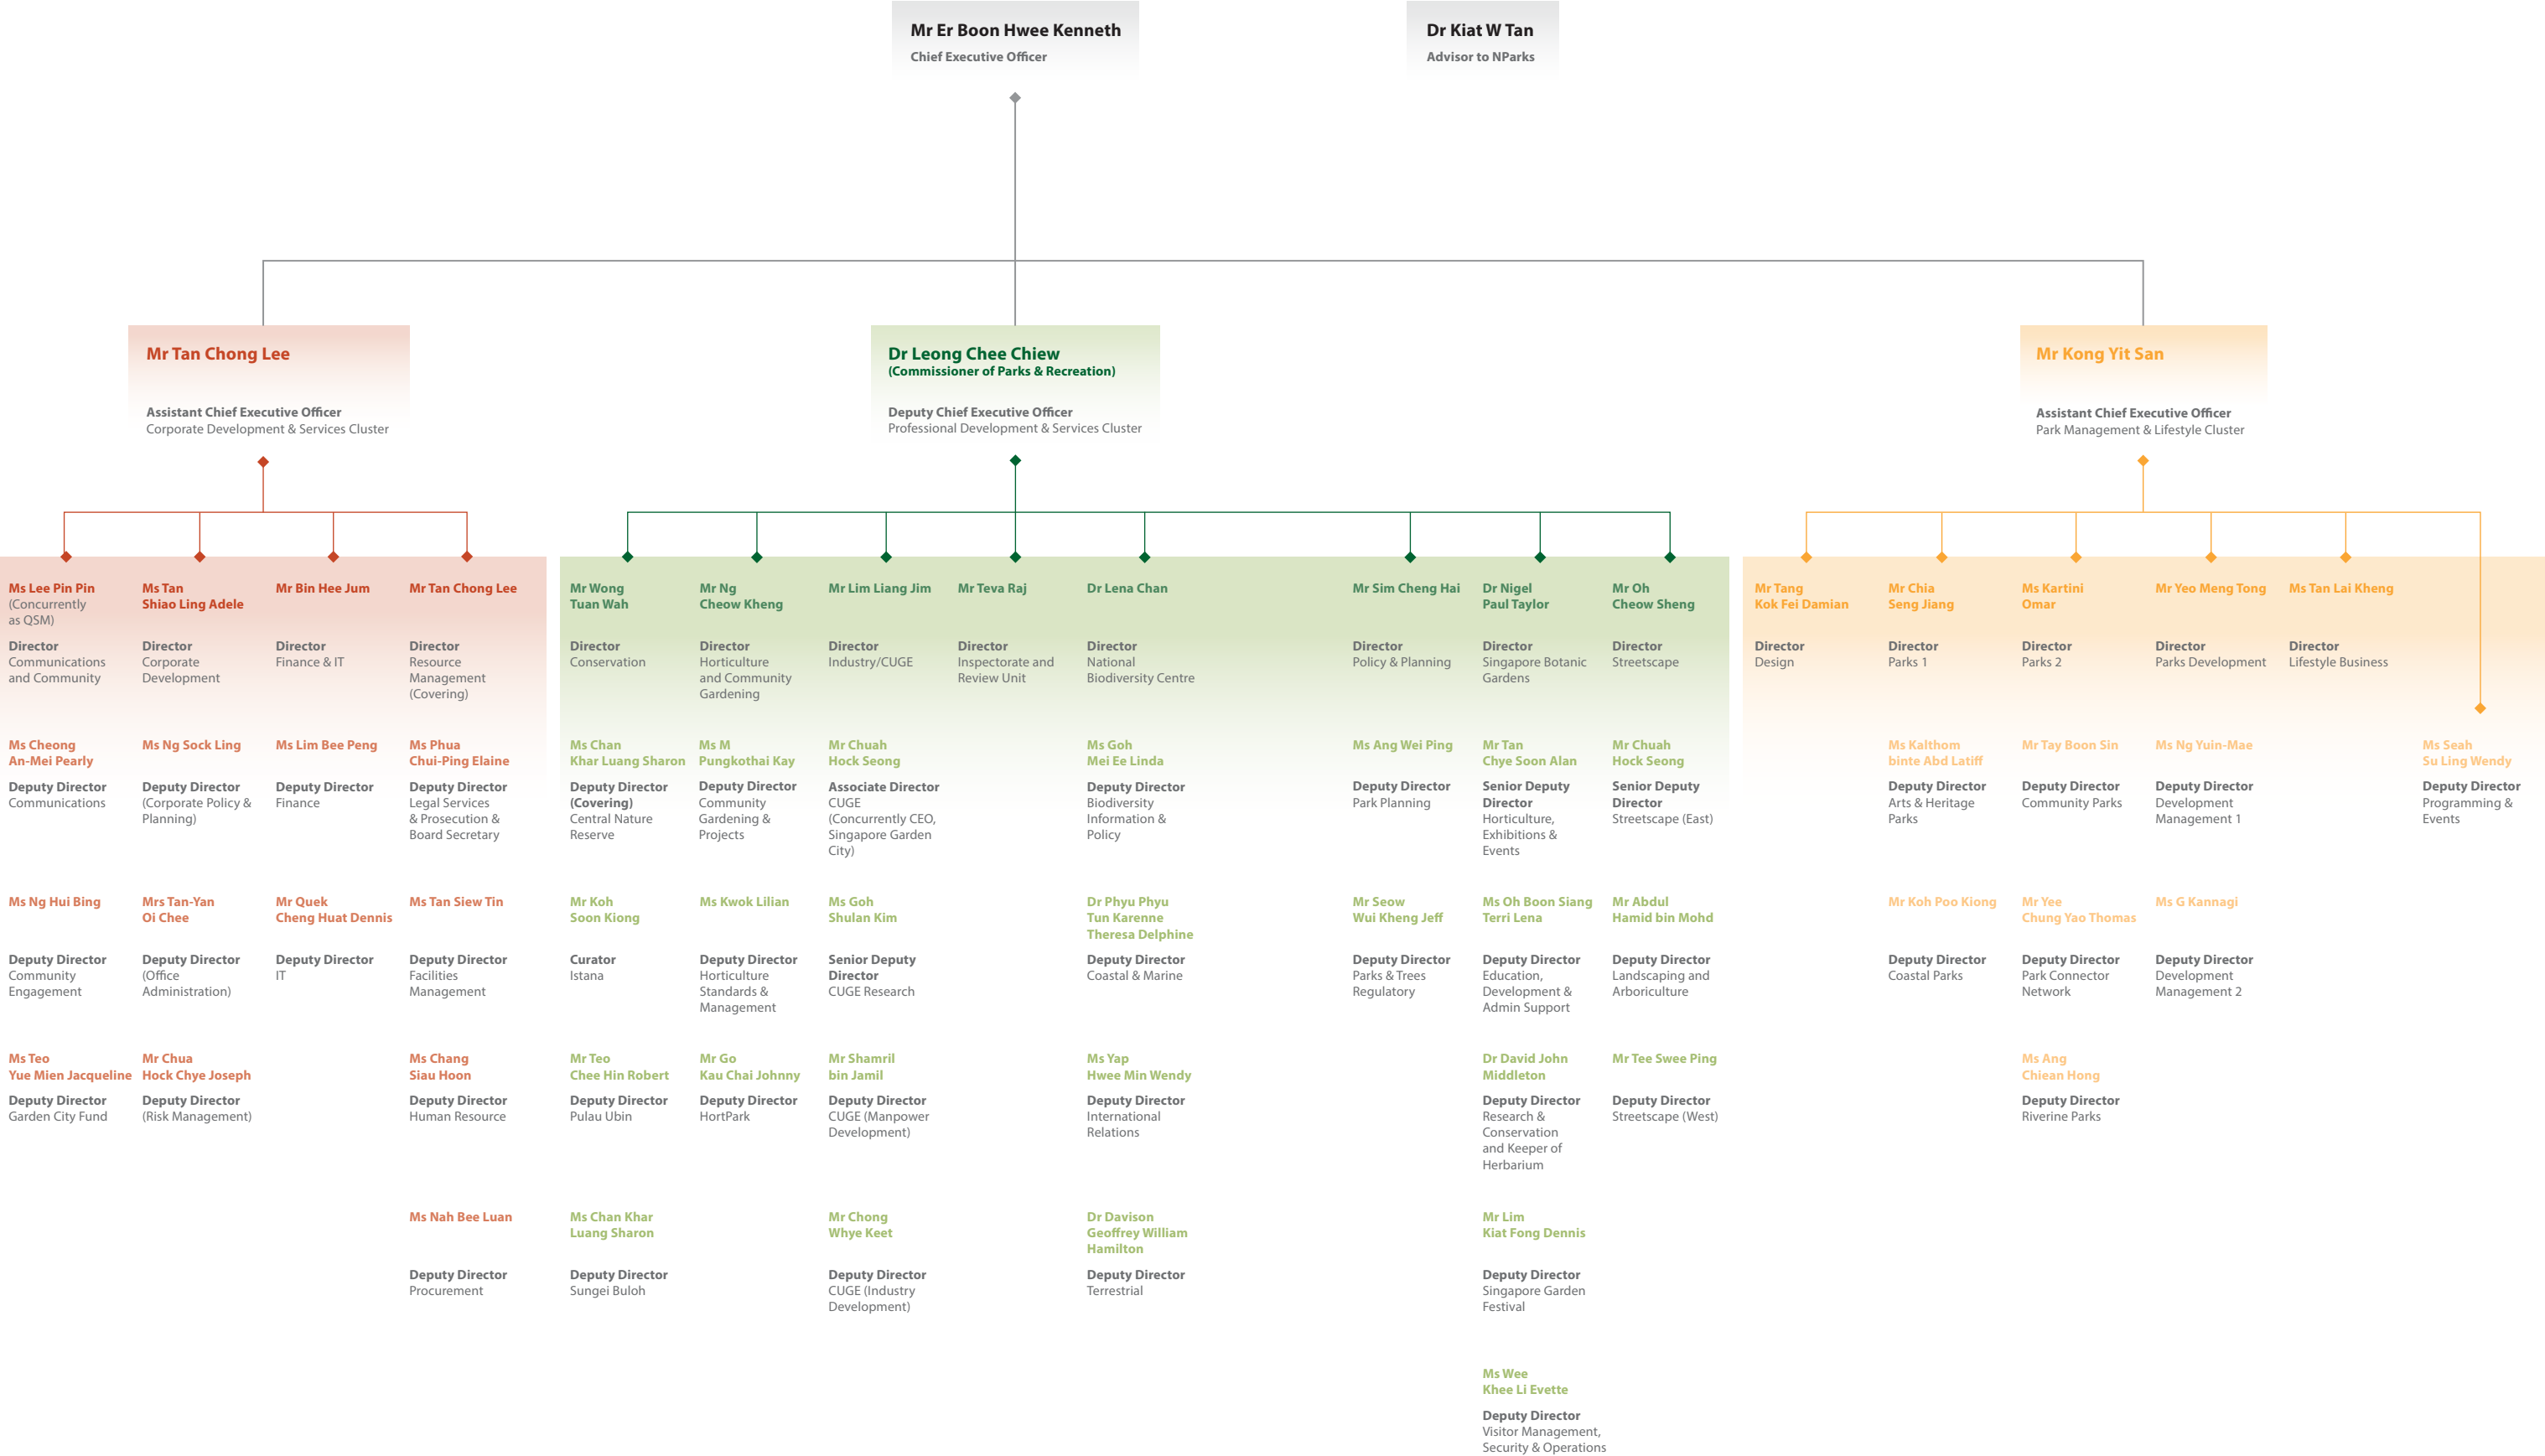 Mr Er Boon Hwee Kenneth
Chief Executive Officer
Dr Kiat W Tan
Advisor to NParks
Mr Tan Chong Lee
Assistant Chief Executive Officer
Corporate Development & Services Cluster
Dr Leong Chee Chiew
(Commissioner of Parks & Recreation)
Deputy Chief Executive Officer
Professional Development & Services Cluster
Mr Kong Yit San
Assistant Chief Executive Officer
Park Management & Lifestyle Cluster
Ms Lee Pin Pin
(Concurrently
as QSM)
Director
Communications
and Community
Ms Cheong
An-Mei Pearly
Deputy Director
Communications
Ms Ng Hui Bing
Deputy Director
Community
Engagement
Ms Teo
Yue Mien Jacqueline
Deputy Director
Garden City Fund
Ms Tan
Shiao Ling Adele
Director
Corporate
Development
Ms Ng Sock Ling
Deputy Director
(Corporate Policy &
Planning)
Mrs Tan-Yan
Oi Chee
Deputy Director
(Office
Administration)
Mr Chua
Hock Chye Joseph
Deputy Director
(Risk Management)
Mr Bin Hee Jum
Director
Finance & IT
Ms Lim Bee Peng
Deputy Director
Finance
Mr Quek
Cheng Huat Dennis
Deputy Director
IT
Mr Tan Chong Lee
Director
Resource
Management
(Covering)
Ms Phua
Chui-Ping Elaine
Deputy Director
Legal Services
& Prosecution &
Board Secretary
Ms Tan Siew Tin
Deputy Director
Facilities
Management
Ms Chang
Siau Hoon
Deputy Director
Human Resource
Ms Nah Bee Luan
Deputy Director
Procurement
Mr Wong
Tuan Wah
Director
Conservation
Ms Chan
Khar Luang Sharon
Deputy Director
(Covering)
Central Nature
Reserve
Mr Koh
Soon Kiong
Curator
Istana
Mr Teo
Chee Hin Robert
Deputy Director
Pulau Ubin
Ms Chan Khar
Luang Sharon
Deputy Director
Sungei Buloh
Mr Ng
Cheow Kheng
Director
Horticulture
and Community
Gardening
Ms M
Pungkothai Kay
Deputy Director
Community
Gardening &
Projects
Ms Kwok Lilian
Deputy Director
Horticulture
Standards &
Management
Mr Go
Kau Chai Johnny
Deputy Director
HortPark
Mr Lim Liang Jim
Director
Industry/CUGE
Mr Chuah
Hock Seong
Associate Director
CUGE
(Concurrently CEO,
Singapore Garden
City)
Ms Goh
Shulan Kim
Senior Deputy
Director
CUGE Research
Mr Shamril
bin Jamil
Deputy Director
CUGE (Manpower
Development)
Mr Chong
Whye Keet
Deputy Director
CUGE (Industry
Development)
Mr Teva Raj
Director
Inspectorate and
Review Unit
Dr Lena Chan
Director
National
Biodiversity Centre
Ms Goh
Mei Ee Linda
Deputy Director
Biodiversity
Information &
Policy
Dr Phyu Phyu
Tun Karenne
Theresa Delphine
Deputy Director
Coastal & Marine
Ms Yap
Hwee Min Wendy
Deputy Director
International
Relations
Dr Davison
Geoffrey William
Hamilton
Deputy Director
Terrestrial
Mr Sim Cheng Hai
Director
Policy & Planning
Ms Ang Wei Ping
Deputy Director
Park Planning
Mr Seow
Wui Kheng Jeff
Deputy Director
Parks & Trees
Regulatory
Dr Nigel
Paul Taylor
Director
Singapore Botanic
Gardens
Mr Tan
Chye Soon Alan
Senior Deputy
Director
Horticulture,
Exhibitions &
Events
Ms Oh Boon Siang
Terri Lena
Deputy Director
Education,
Development &
Admin Support
Dr David John
Middleton
Deputy Director
Research &
Conservation
and Keeper of
Herbarium
Mr Lim
Kiat Fong Dennis
Deputy Director
Singapore Garden
Festival
Ms Wee
Khee Li Evette
Deputy Director
Visitor Management,
Security & Operations
Mr Oh
Cheow Sheng
Director
Streetscape
Mr Chuah
Hock Seong
Senior Deputy
Director
Streetscape (East)
Mr Abdul
Hamid bin Mohd
Deputy Director
Landscaping and
Arboriculture
Mr Tee Swee Ping
Deputy Director
Streetscape (West)
Mr Tang
Kok Fei Damian
Director
Design
Mr Chia
Seng Jiang
Director
Parks 1
Ms Kalthom
binte Abd Latiff
Deputy Director
Arts & Heritage
Parks
Mr Koh Poo Kiong
Deputy Director
Coastal Parks
Ms Kartini
Omar
Director
Parks 2
Mr Tay Boon Sin
Deputy Director
Community Parks
Mr Yee
Chung Yao Thomas
Deputy Director
Park Connector
Network
Ms Ang
Chiean Hong
Deputy Director
Riverine Parks
Mr Yeo Meng Tong
Director
Parks Development
Ms Ng Yuin-Mae
Deputy Director
Development
Management 1
Ms G Kannagi
Deputy Director
Development
Management 2
Ms Tan Lai Kheng
Director
Lifestyle Business
Ms Seah
Su Ling Wendy
Deputy Director
Programming &
Events